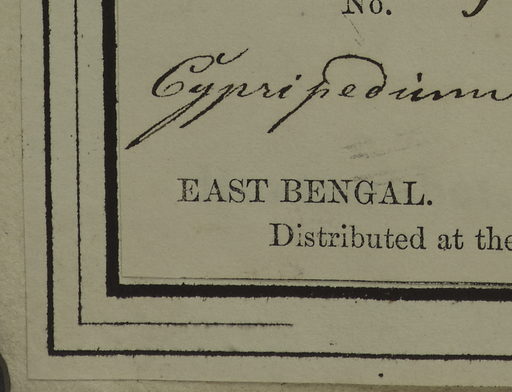 No.
Cypripedium
EAST BENGAL.
Distributed at the